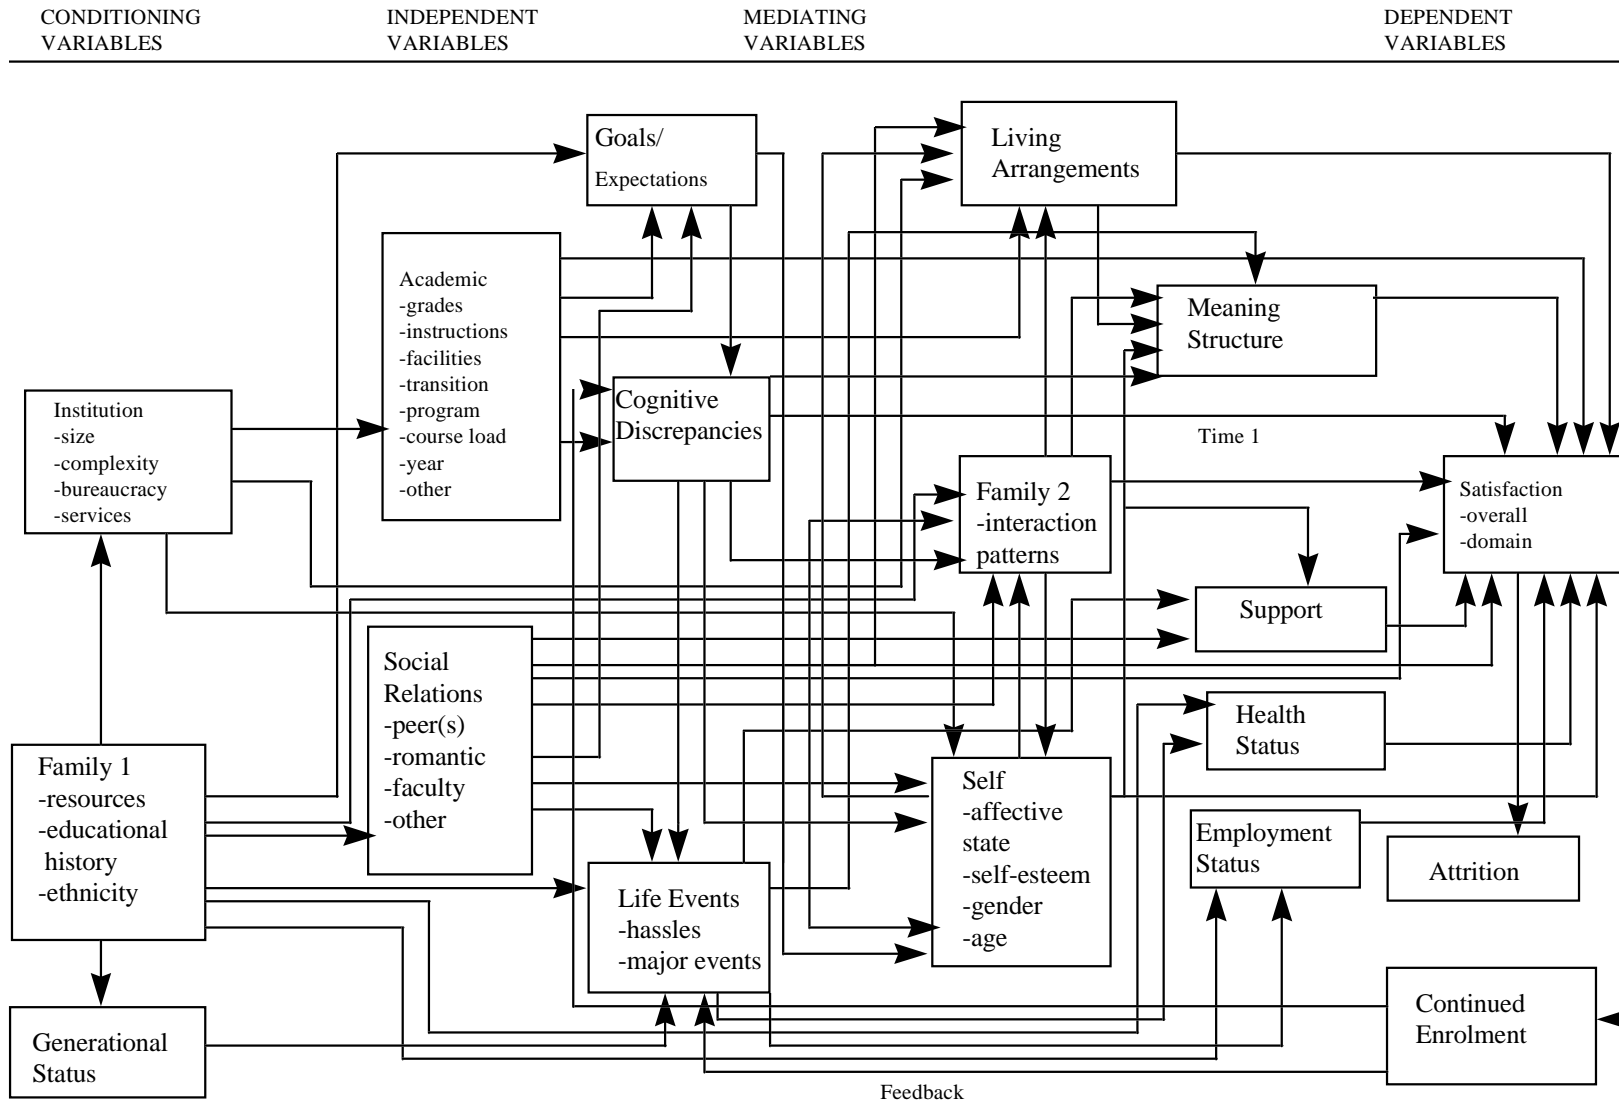 CONDITIONING
VARIABLES
INDEPENDENT
VARIABLES
MEDIATING
VARIABLES
DEPENDENT
VARIABLES
Goals/
Expectations
Living
Arrangements
Academic
-grades
-instructions
-facilities
-transition
-program
-course load
-year
-other
Meaning
Structure
Institution
-size
-complexity
-bureaucracy
-services
Cognitive
Discrepancies
Time 1
Family 2
-interaction
patterns
Satisfaction
-overall
-domain
Support
Social
Relations
-peer(s)
-romantic
-faculty
-other
Health
Status
Family 1
-resources
-educational
history
-ethnicity
Self
-affective
state
-self-esteem
-gender
-age
Employment
Status
Attrition
Life Events
-hassles
-major events
Continued
Enrolment
Generational
Status
Feedback